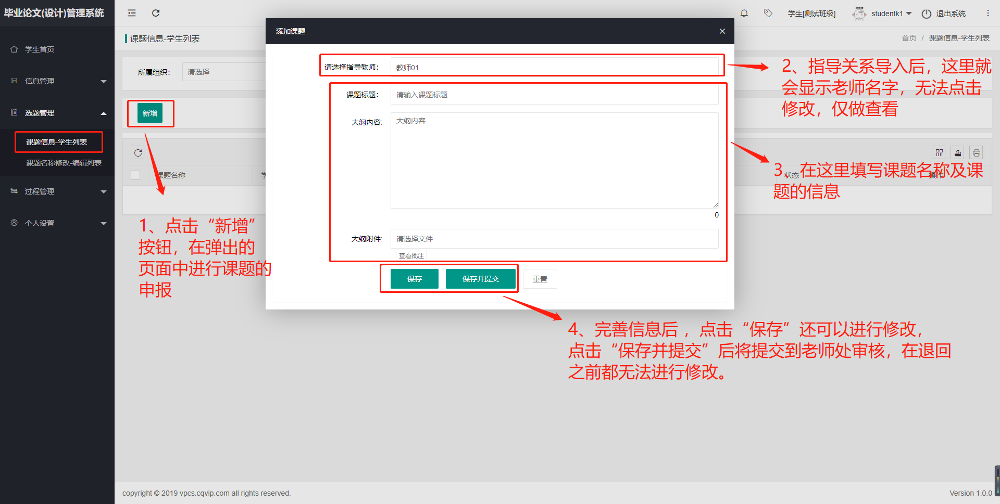 毕业论文(设计)管理系统
学生[测试班级]
studentk1
退出系统
添加课题
学生首页
信息管理
选题管理
课题信息-学生列表
课题名称修改-编辑列表
过程管理
个人设置
课题信息-学生列表
首页 / 课题信息-学生列表
所属组织：
请选择
新增
课题名称
学
状态
操作
请选择指导教师：
教师01
课题标题：
请输入课题标题
大纲内容:
大纲内容
0
大纲附件:
请选择文件
查看批注
保存
保存并提交
重置
1、点击“新增”
按钮，在弹出的
页面中进行课题的
申报
2、指导关系导入后，这里就
会显示老师名字，无法点击
修改，仅做查看
3、在这里填写课题名称及课
题的信息
4、完善信息后 ，点击“保存”还可以进行修改，
点击“保存并提交”后将提交到老师处审核，在退回
之前都无法进行修改。
copyright © 2019 vpcs.cqvip.com all rights reserved.
Version 1.0.0